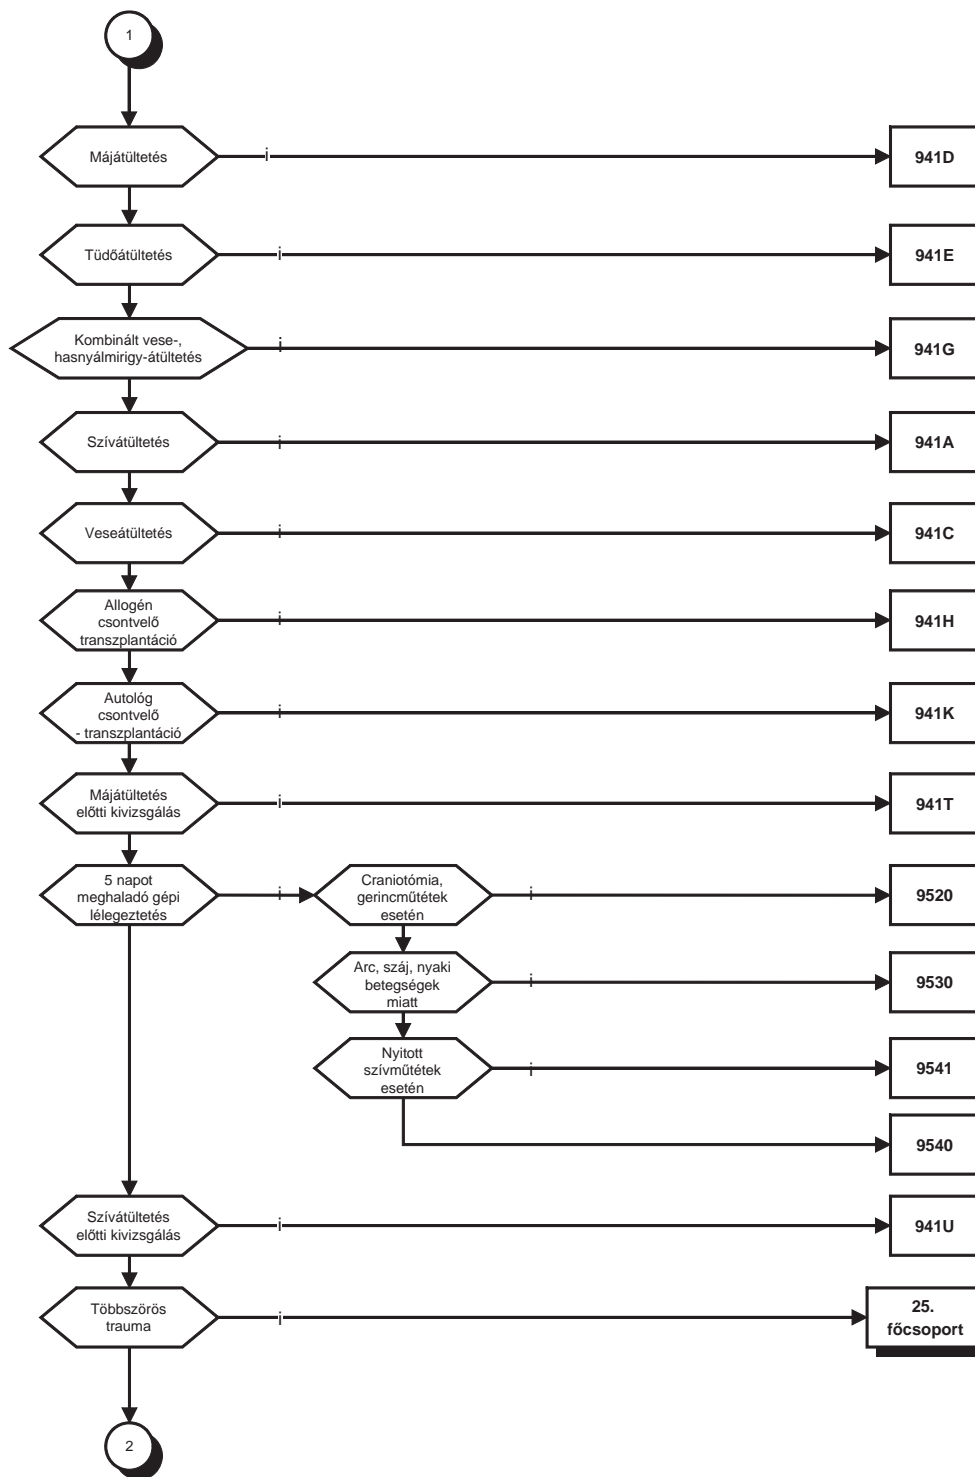 1
Májátültetés
i
941D
Tüdőátültetés
i
941E
Kombinált vese-,
hasnyálmirigy-átültetés
i
941G
Szívátültetés
i
941A
Veseátültetés
i
941C
Allogén
csontvelő
transzplantáció
i
941H
Autológ
csontvelő
- transzplantáció
i
941K
Májátültetés
előtti kivizsgálás
i
941T
5 napot
meghaladó gépi
lélegeztetés
i
Craniotómia,
gerincműtétek
esetén
i
9520
Arc, száj, nyaki
betegségek
miatt
i
9530
Nyitott
szívműtétek
esetén
i
9541
9540
Szívátültetés
előtti kivizsgálás
i
941U
Többszörös
trauma
i
25.
főcsoport
2